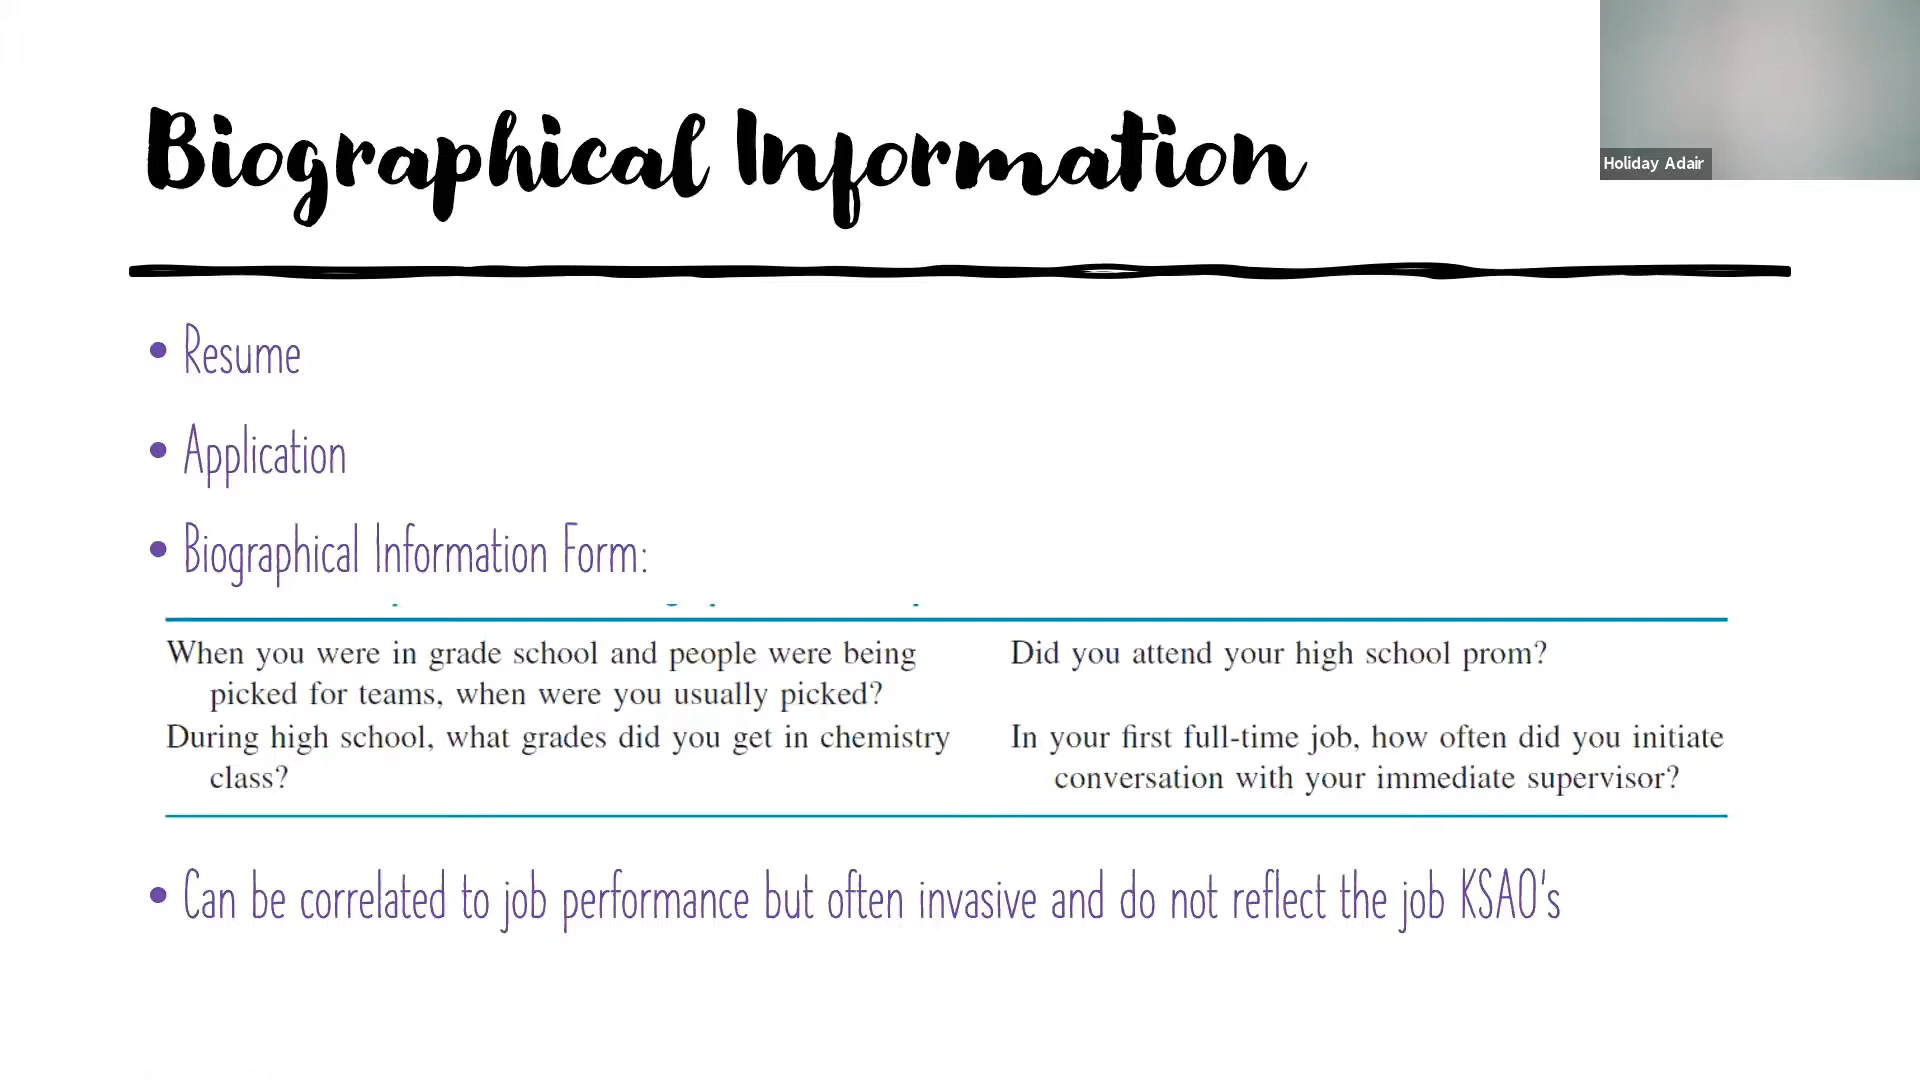 Biographical Information
Holiday Adair
• Resume
• Application
• Biographical Information Form:
When you were in grade school and people were being
picked for teams, when were you usually picked?
Did you attend your high school prom?
During high school, what grades did you get in chemistry
class?
In your first full-time job, how often did you initiate
conversation with your immediate supervisor?
• Can be correlated to job performance but often invasive and do not reflect the job KSAO's